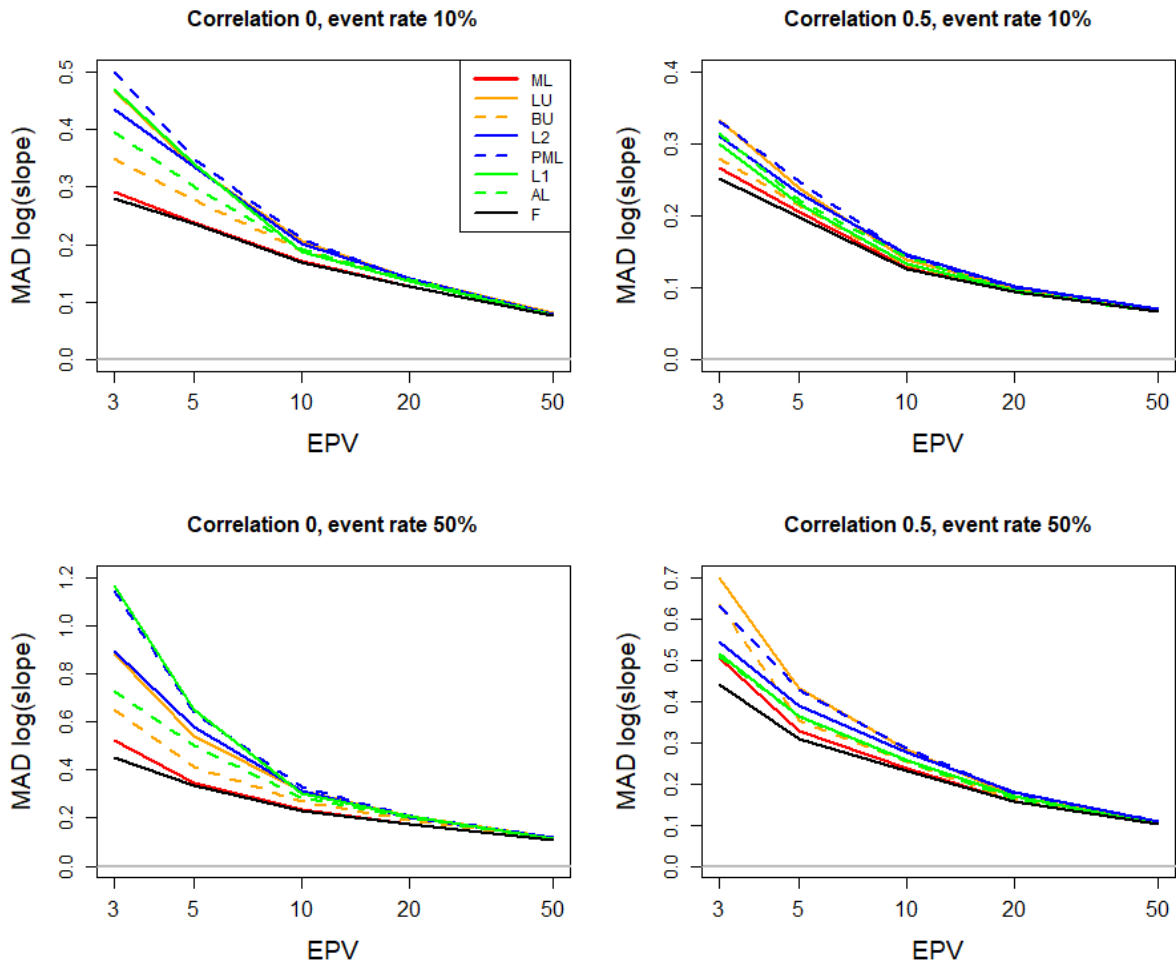 Correlation 0, event rate 10%
MAD log(slope)
0.5
0.4
0.3
0.2
0.1
0.0
ML
LU
BU
L2
PML
L1
AL
F
3 5 10 20 50
EPV
Correlation 0.5, event rate 10%
MAD log(slope)
0.4
0.3
0.2
0.1
0.0
3 5 10 20 50
EPV
Correlation 0, event rate 50%
MAD log(slope)
1.2
1.0
0.8
0.6
0.4
0.2
0.0
3 5 10 20 50
EPV
Correlation 0.5, event rate 50%
MAD log(slope)
0.7
0.6
0.5
0.4
0.3
0.2
0.1
0.0
3 5 10 20 50
EPV